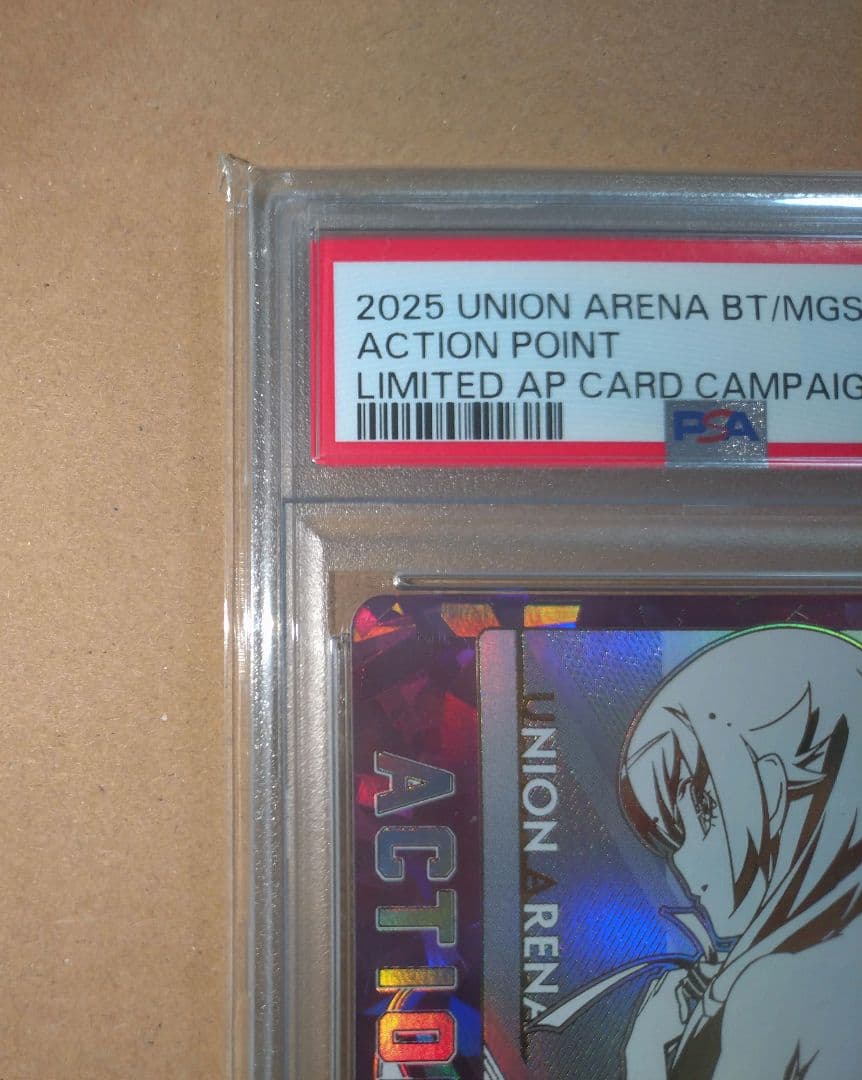 2025 UNION ARENA BT/MGS
ACTION POINT
LIMITED AP CARD CAMPAIG
PSA
UNION ARENA
ACTIO